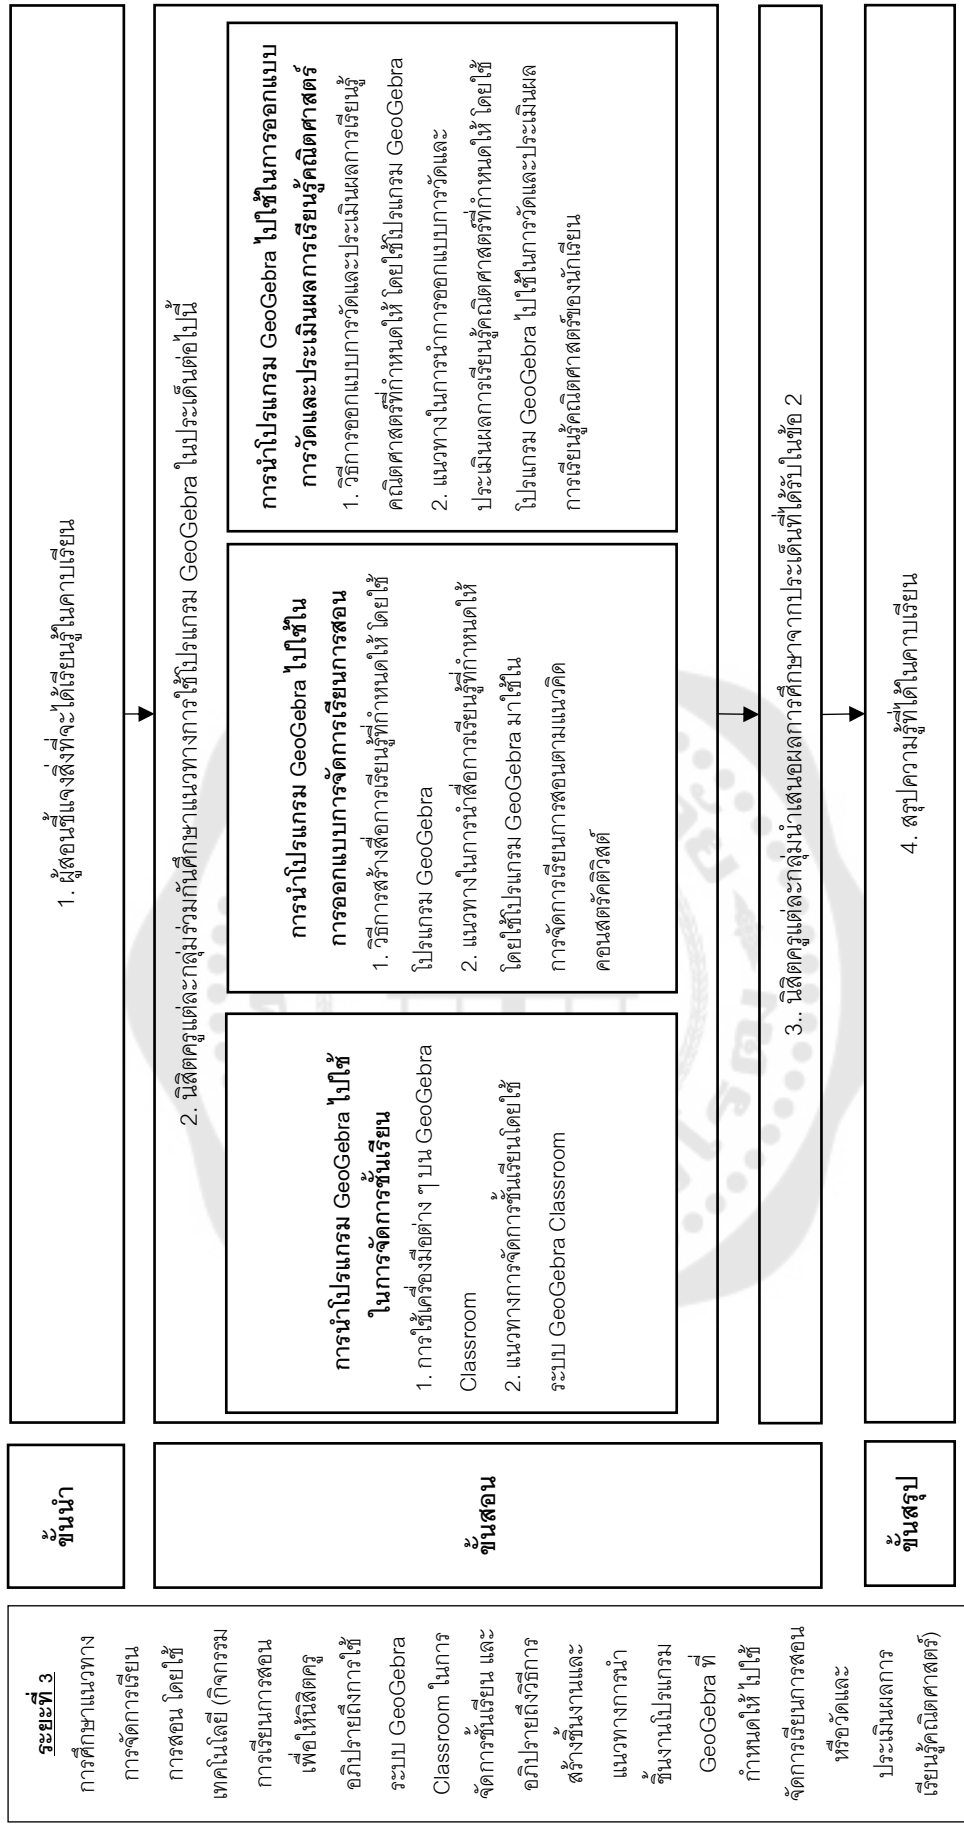 ระยะที่ 3
การศึกษาแนวทาง
การจัดการเรียน
การสอน โดยใช้
เทคโนโลยี (กิจกรรม
การเรียนการสอน
เพื่อให้นิสิตครู
อภิปรายถึงการใช้
ระบบ GeoGebra
Classroom ในการ
จัดการชั้นเรียน และ
อภิปรายถึงวิธีการ
สร้างชิ้นงานและ
แนวทางการนำ
ชิ้นงานโปรแกรม
GeoGebra ที่
กำหนดให้ ไปใช้
จัดการเรียนการสอน
หรือวัดและ
ประเมินผลการ
เรียนรู้คณิตศาสตร์)
ขั้นนำ
1. ผู้สอนชี้แจงสิ่งที่จะได้เรียนรู้ในคาบเรียน
ขั้นสอน
2. นิสิตครูแต่ละกลุ่มร่วมกันศึกษาแนวทางการใช้โปรแกรม GeoGebra ในประเด็นต่อไปนี้
การนำโปรแกรม GeoGebra ไปใช้
ในการจัดการชั้นเรียน
1. การใช้เครื่องมือต่าง ๆ บน GeoGebra
Classroom
2. แนวทางการจัดการชั้นเรียนโดยใช้
ระบบ GeoGebra Classroom
การนำโปรแกรม GeoGebra ไปใช้ใน
การออกแบบการจัดการเรียนการสอน
1. วิธีการสร้างสื่อการเรียนรู้ที่กำหนดให้ โดยใช้
โปรแกรม GeoGebra
2. แนวทางในการนำสื่อการเรียนรู้ที่กำหนดให้
โดยใช้โปรแกรม GeoGebra มาใช้ใน
การจัดการเรียนการสอนตามแนวคิด
คอนสตรัคติวิสต์
การนำโปรแกรม GeoGebra ไปใช้ในการออกแบบ
การวัดและประเมินผลการเรียนรู้คณิตศาสตร์
1. วิธีการออกแบบการวัดและประเมินผลการเรียนรู้
คณิตศาสตร์ที่กำหนดให้ โดยใช้โปรแกรม GeoGebra
2. แนวทางในการนำการออกแบบการวัดและ
ประเมินผลการเรียนรู้คณิตศาสตร์ที่กำหนดให้ โดยใช้
โปรแกรม GeoGebra ไปใช้ในการวัดและประเมินผล
การเรียนรู้คณิตศาสตร์ของนักเรียน
3.. นิสิตครูแต่ละกลุ่มนำเสนอผลการศึกษาจากประเด็นที่ได้รับในข้อ 2
ขั้นสรุป
4. สรุปความรู้ที่ได้ในคาบเรียน